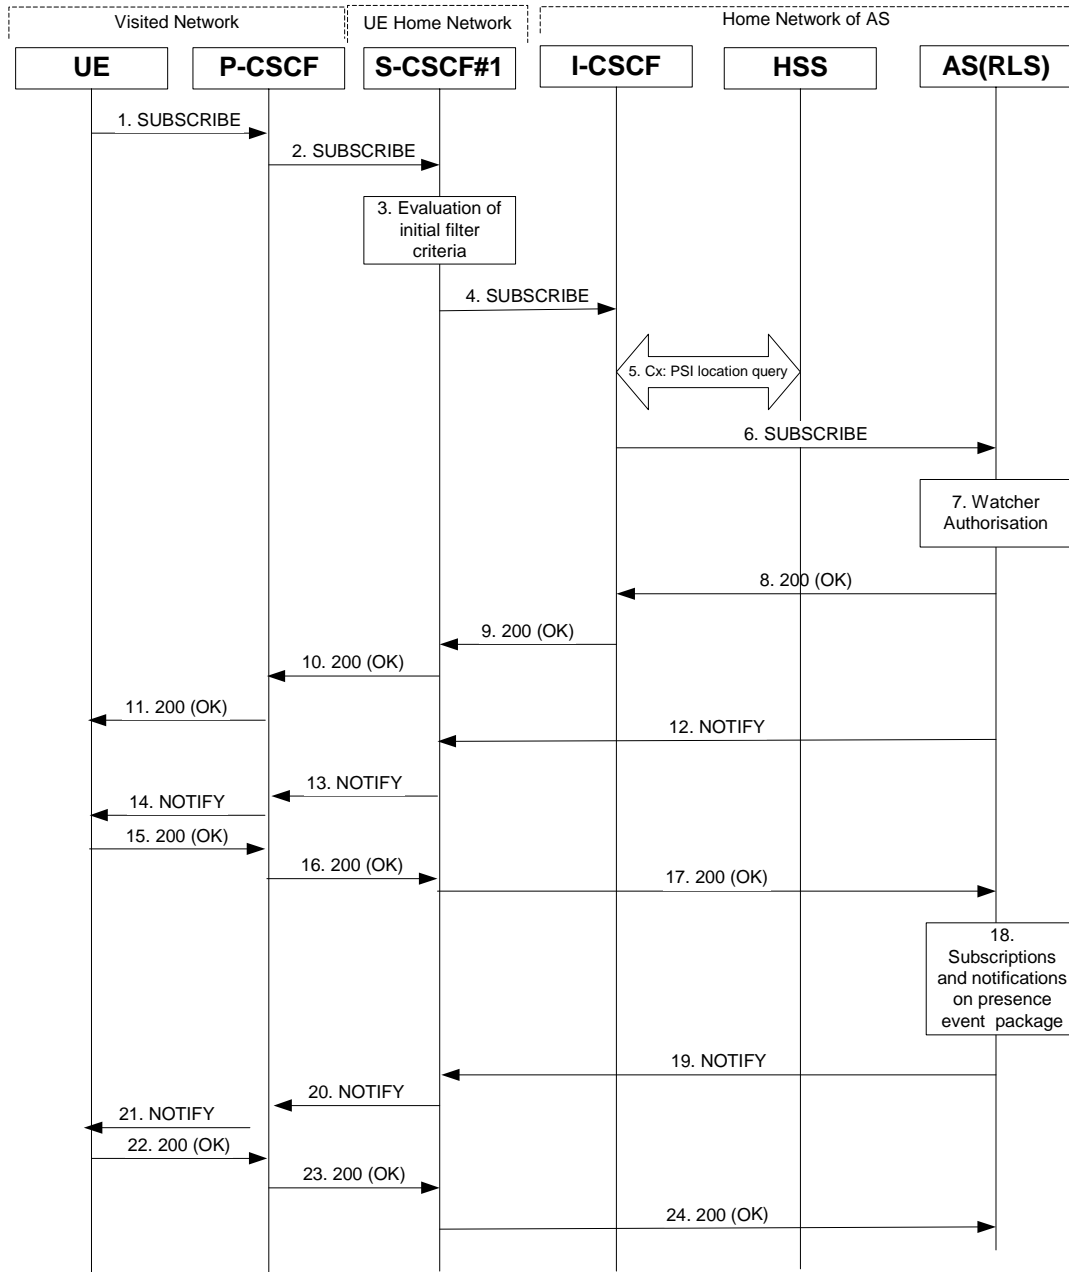 Visited Network
UE Home Network
Home Network of AS
UE
P-CSCF
S-CSCF#1
I-CSCF
HSS
AS(RLS)
1. SUBSCRIBE
2. SUBSCRIBE
3. Evaluation of
initial filter
criteria
4. SUBSCRIBE
5. Cx: PSI location query
6. SUBSCRIBE
7. Watcher
Authorisation
8. 200 (OK)
9. 200 (OK)
10. 200 (OK)
11. 200 (OK)
12. NOTIFY
13. NOTIFY
14. NOTIFY
15. 200 (OK)
16. 200 (OK)
17. 200 (OK)
18.
Subscriptions
and notifications
on presence
event package
19. NOTIFY
20. NOTIFY
21. NOTIFY
22. 200 (OK)
23. 200 (OK)
24. 200 (OK)